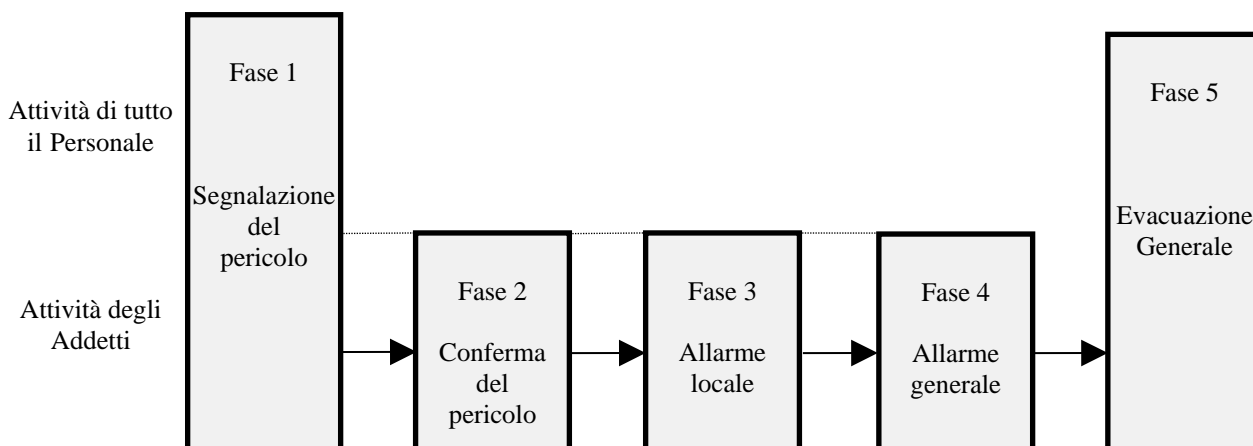 Attività di tutto
il Personale
Attività degli
Addetti
Fase 1
Segnalazione
del
pericolo
Fase 2
Conferma
del
pericolo
Fase 3
Allarme
locale
Fase 4
Allarme
generale
Fase 5
Evacuazione
Generale